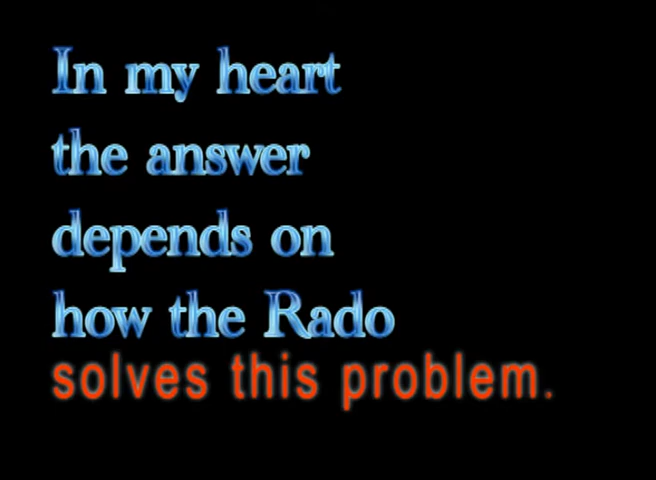 In my heart
the answer
depends on
how the Rado
solves this problem.